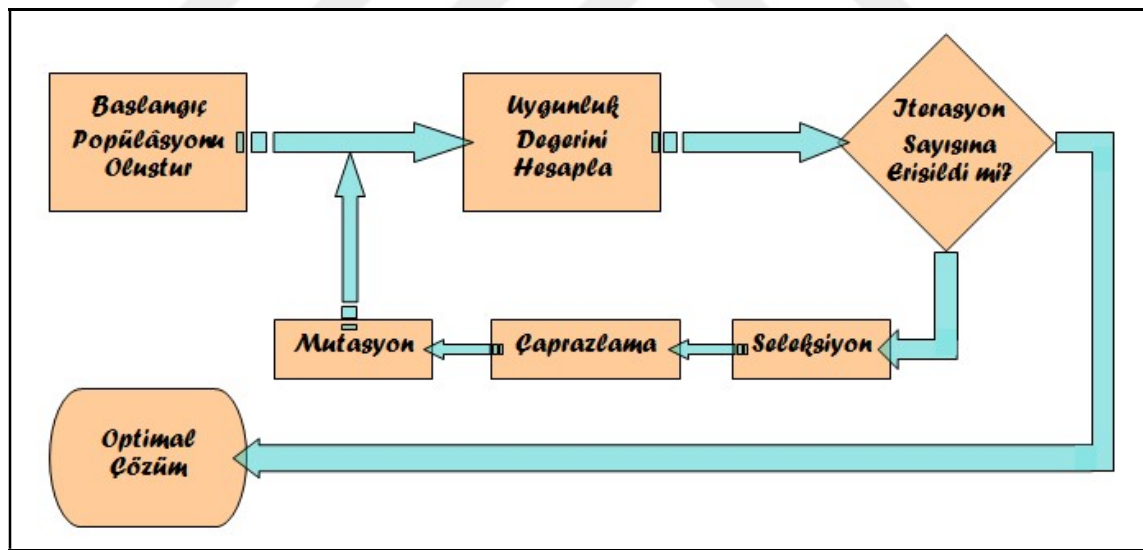 Baslangıç
Popülâsyonu
Olustur
Uygunluk
Degerini
Hesapla
Iterasyon
Sayısına
Erisildi mi?
Mutasyon
Çaprazlama
Seleksiyon
Optimal
Çözüm